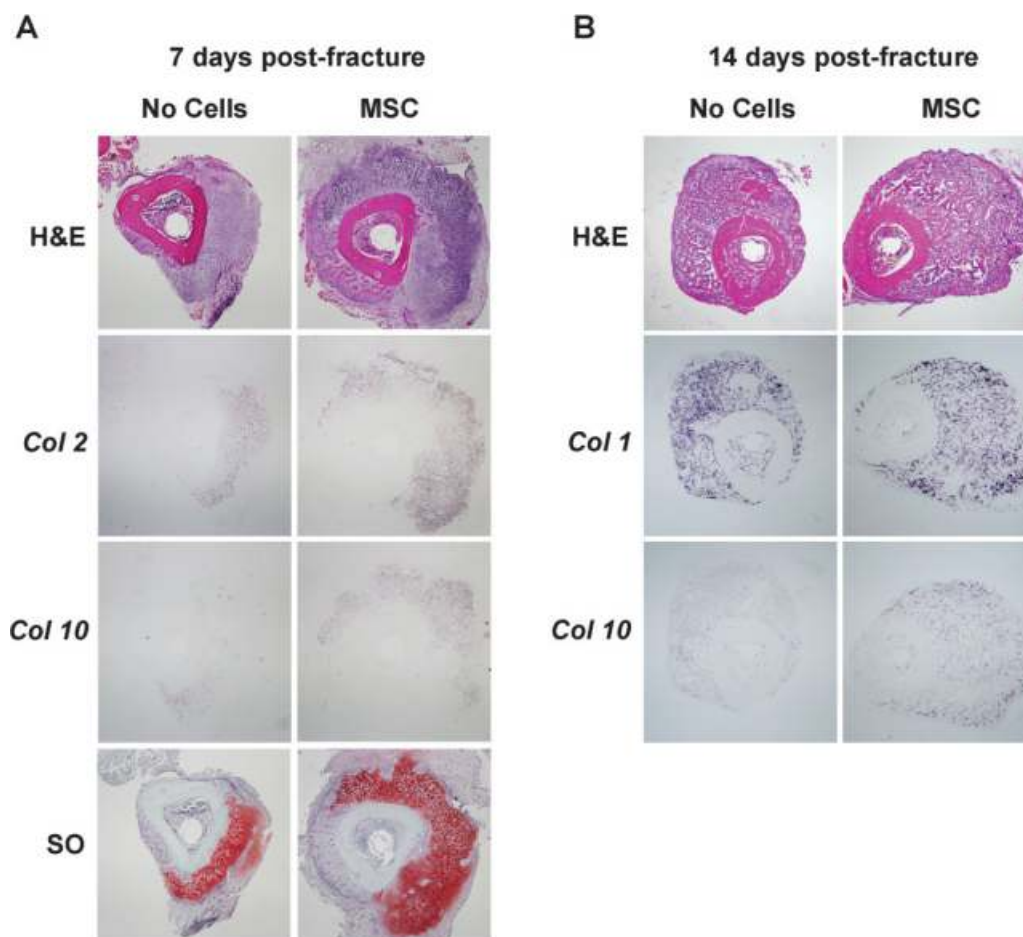 A
7 days post-fracture
No Cells MSC
H&E
Col 2
Col 10
SO
B
14 days post-fracture
No Cells MSC
H&E
Col 1
Col 10